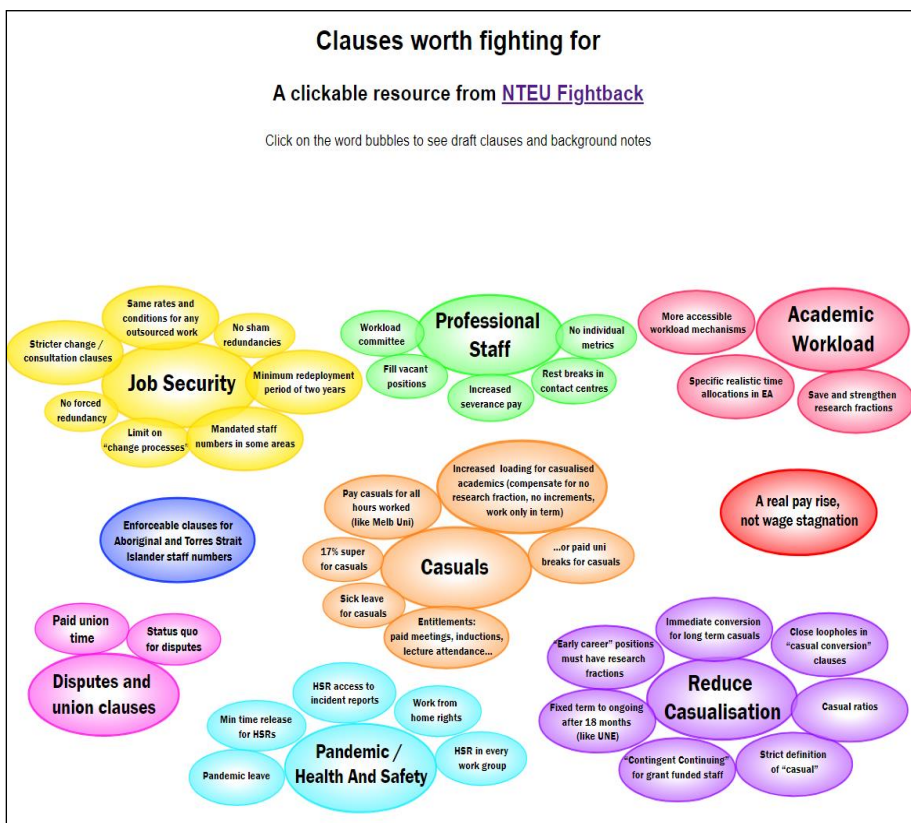 Clauses worth fighting for
A clickable resource from NTEU Fightback
Click on the word bubbles to see draft clauses and background notes
Same rates and
conditions for any
outsourced work
Stricter change /
consultation clauses
No sham
redundancies
Job Security
Minimum redeployment
period of two years
No forced
redundancy
Limit on
"change processes"
Mandated staff
numbers in some areas
Professional
Staff
Workload
committee
No individual
metrics
Fill vacant
positions
Increased
severance pay
Rest breaks in
contact centres
More accessible
workload mechanisms
Academic
Workload
Specific realistic time
allocations in EA
Save and strengthen
research fractions
Enforceable clauses for
Aboriginal and Torres Strait
Islander staff numbers
Increased loading for casualised
academics (compensate for no
research fraction, no increments,
work only in term)
Pay casuals for all
hours worked
(like Melb Uni)
17% super
for casuals
Casuals
...or paid uni
breaks for casuals
Sick leave
for casuals
Entitlements:
paid meetings, inductions,
lecture attendance...
A real pay rise,
not wage stagnation
Paid union
time
Status quo
for disputes
Disputes and
union clauses
HSR access to
incident reports
Min time release
for HSRs
Work from
home rights
Pandemic leave
Pandemic /
Health And Safety
HSR in every
work group
Immediate conversion
for long term casuals
"Early career" positions
must have research
fractions
Close loopholes in
"casual conversion"
clauses
Reduce
Casualisation
Fixed term to ongoing
after 18 months
(like UNE)
Casual ratios
"Contingent Continuing"
for grant funded staff
Strict definition
of "casual"